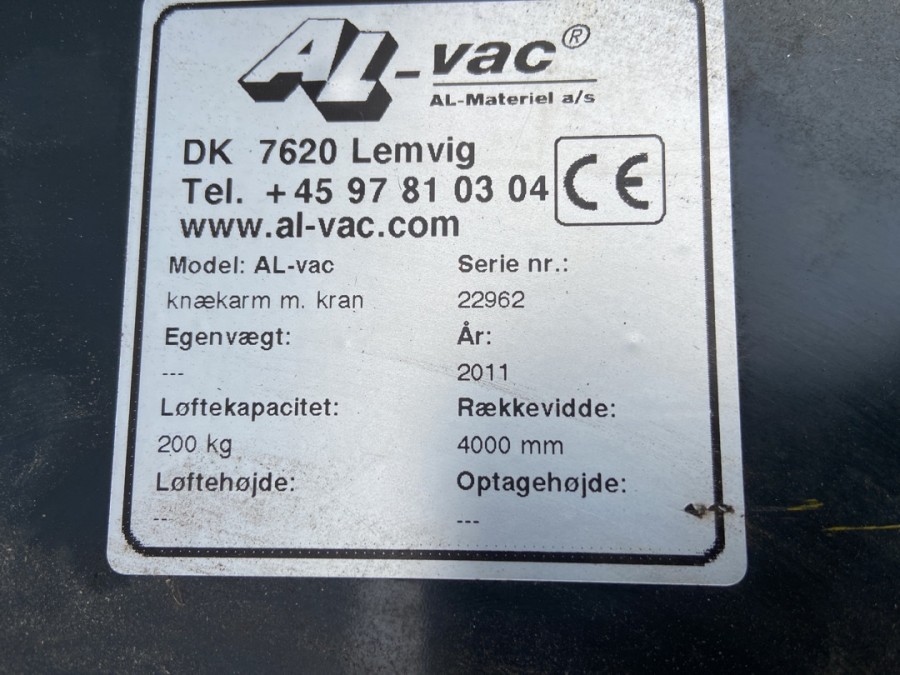 AL-vac®
AL-Materiel a/s
DK 7620 Lemvig
Tel. +45 97 81 03 04
CE
www.al-vac.com
Model: AL-vac
knækarm m. kran
Serie nr.:
22962
Egenvægt:
---
År:
2011
Løftekapacitet:
200 kg
Rækkevidde:
4000 mm
Løftehøjde:
--
Optagehøjde:
---